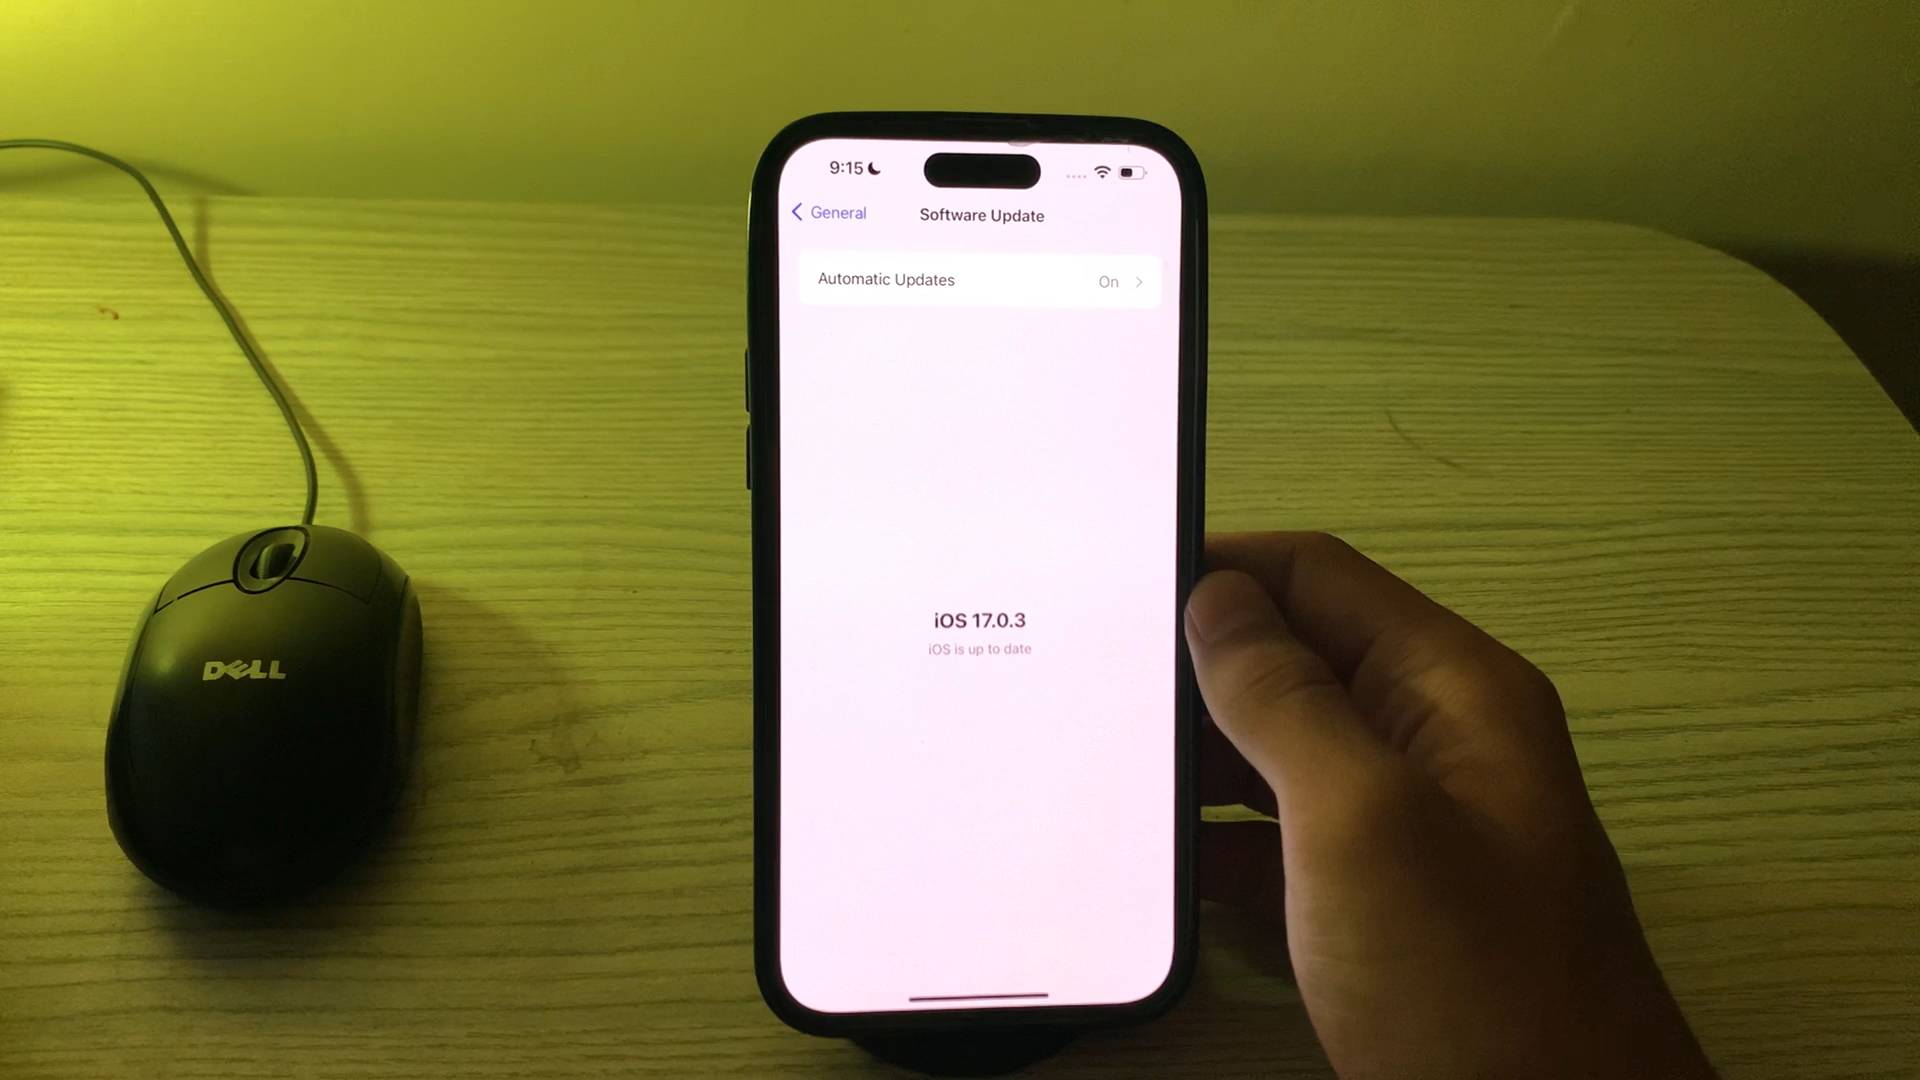 9:15
General
Software Update
Automatic Updates On
iOS 17.0.3
iOS is up to date
DELL